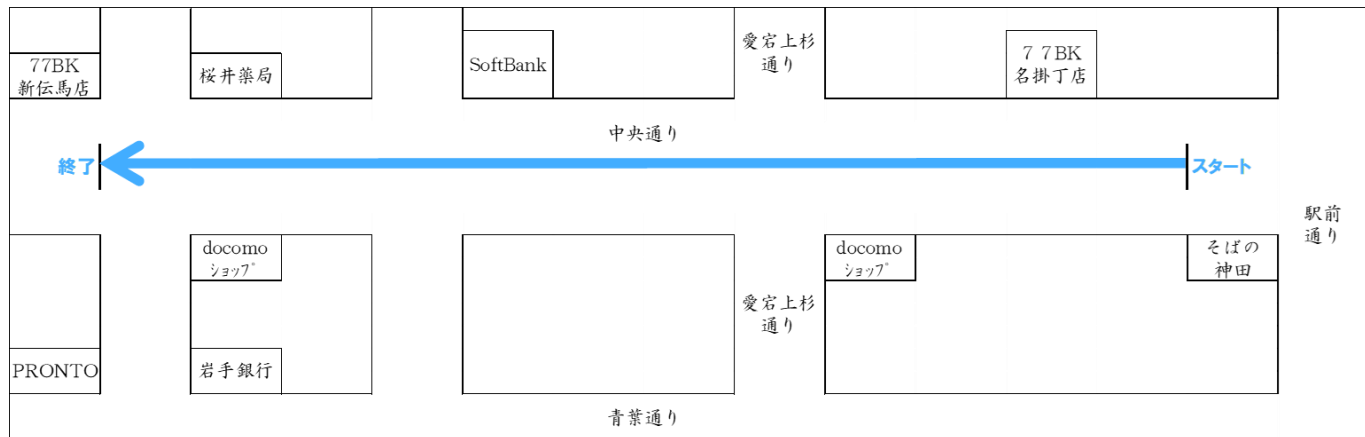 77BK
新伝馬店
桜井薬局
SoftBank
愛宕上杉
通り
７７BK
名掛丁店
中央通り
終了
スタート
駅前
通り
docomo
ｼｮｯﾌﾟ
docomo
ｼｮｯﾌﾟ
そばの
神田
愛宕上杉
通り
PRONTO
岩手銀行
青葉通り